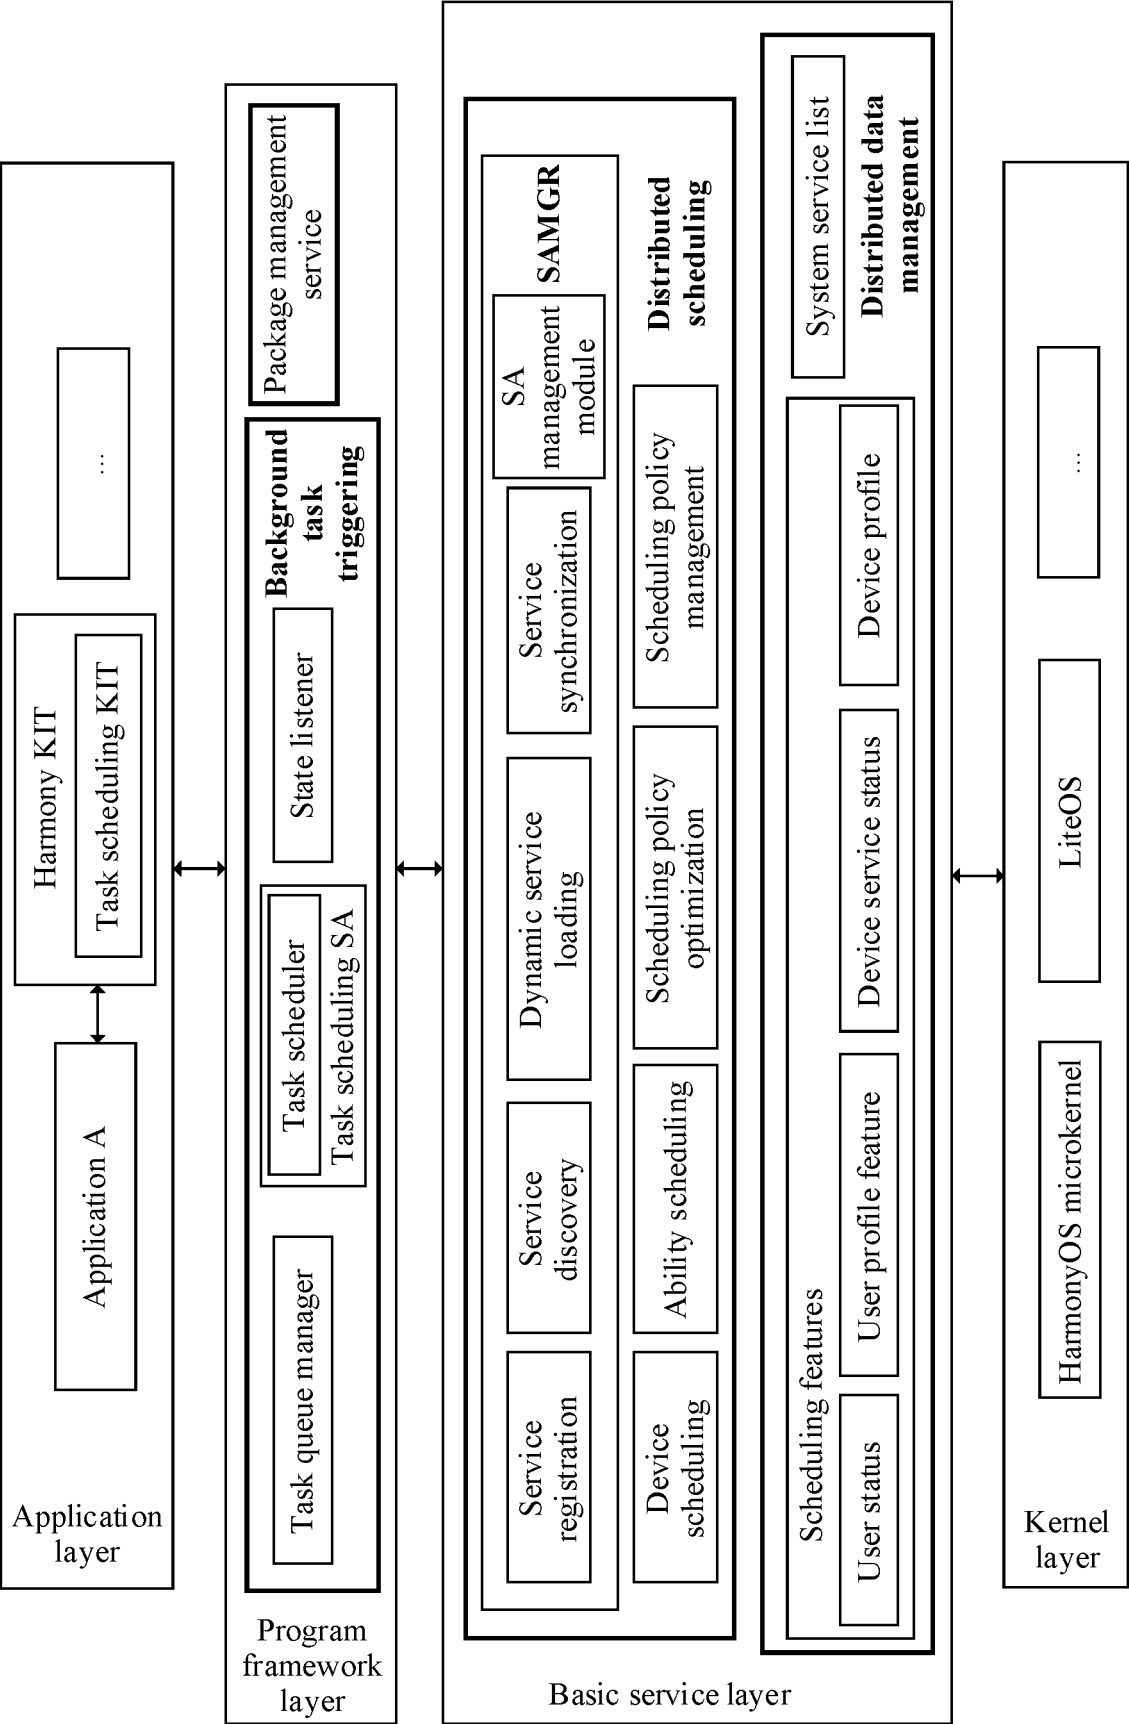 Application
layer
Application A
Harmony KIT
Task scheduling KIT
...
Program
framework
layer
Task queue manager
Task scheduler
Task scheduling SA
State listener
Background
task
triggering
Package management
service
Basic service layer
Service
registration
Service
discovery
Dynamic service
loading
Service
synchronization
SA
management
module
SAMGR
Device
scheduling
Ability scheduling
Scheduling policy
optimization
Scheduling policy
management
Distributed
scheduling
Scheduling features
User status
User profile feature
Device service status
Device profile
System service list
Distributed data
management
Kernel
layer
HarmonyOS microkernel
LiteOS
...